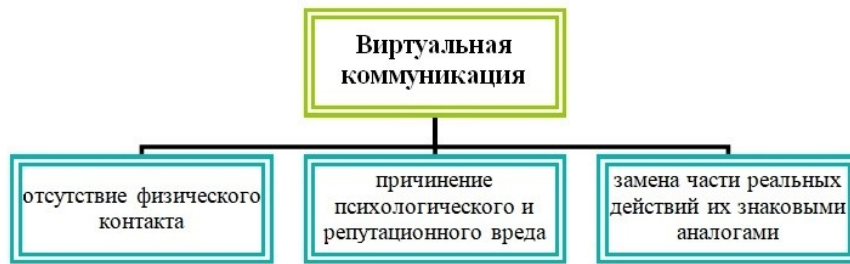 Виртуальная
коммуникация
отсутствие физического
контакта
причинение
психологического и
репутационного вреда
замена части реальных
действий их знаковыми
аналогами